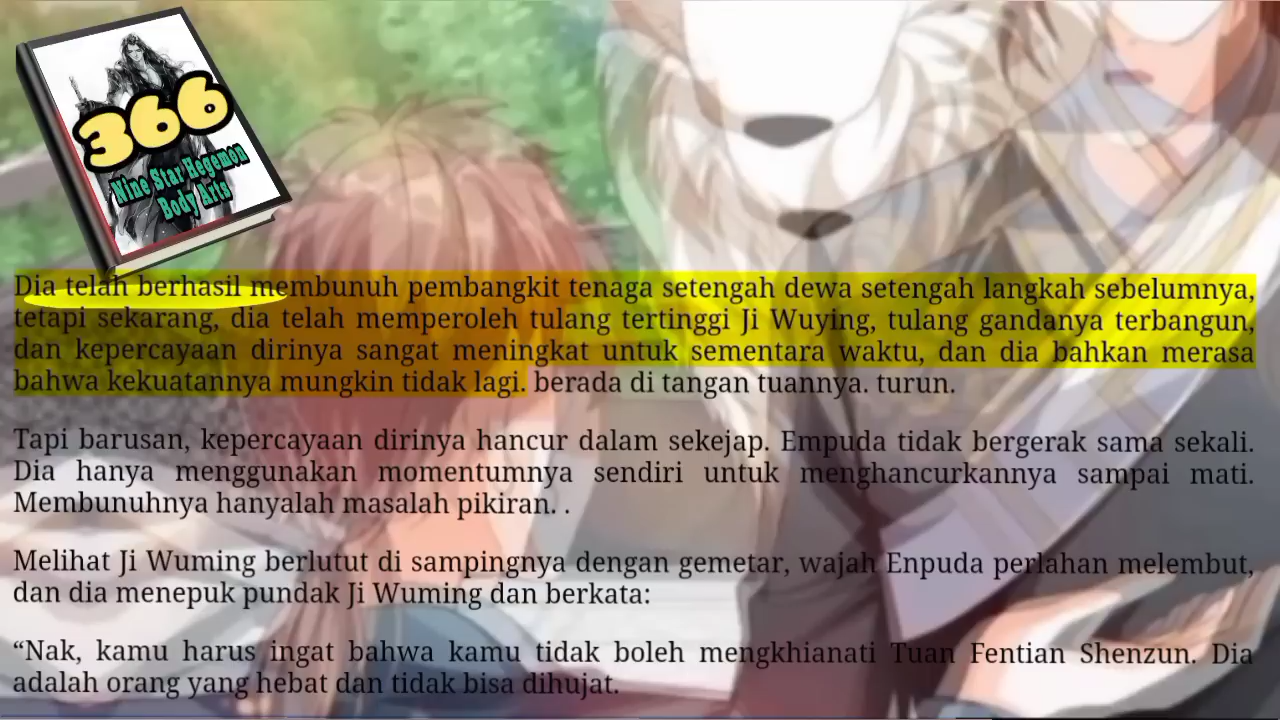 366
Nine Star Hegemon
Body Arts
Dia telah berhasil membunuh pembangkit tenaga setengah dewa setengah langkah sebelumnya,
tetapi sekarang, dia telah memperoleh tulang tertinggi Ji Wuying, tulang gandanya terbangun,
dan kepercayaan dirinya sangat meningkat untuk sementara waktu, dan dia bahkan merasa
bahwa kekuatannya mungkin tidak lagi. berada di tangan tuannya. turun.
Tapi barusan, kepercayaan dirinya hancur dalam sekejap. Empuda tidak bergerak sama sekali.
Dia hanya menggunakan momentumnya sendiri untuk menghancurkannya sampai mati.
Membunuhnya hanyalah masalah pikiran. .
Melihat Ji Wuming berlutut di sampingnya dengan gemetar, wajah Enpuda perlahan melembut,
dan dia menepuk pundak Ji Wuming dan berkata:
“Nak, kamu harus ingat bahwa kamu tidak boleh mengkhianati Tuan Fentian Shenzun. Dia
adalah orang yang hebat dan tidak bisa dihujat.